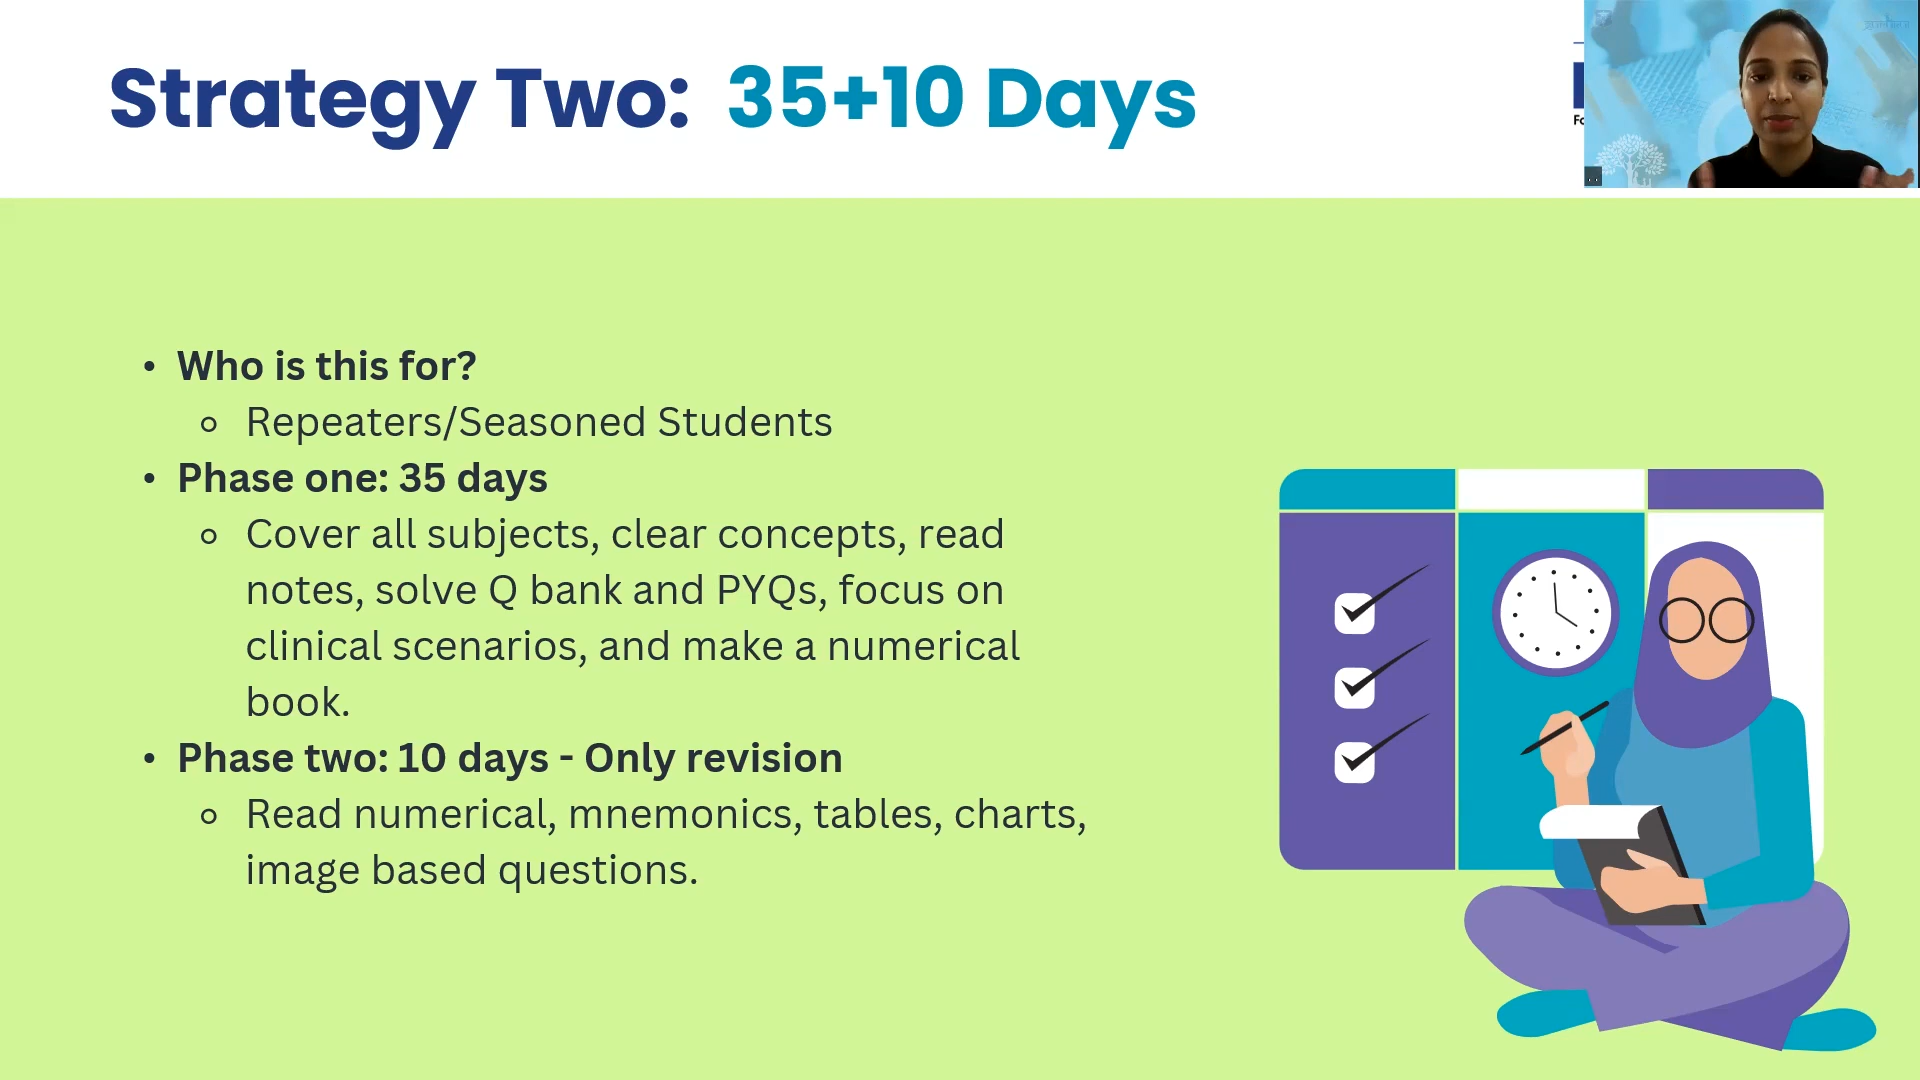 Strategy Two: 35+10 Days
Who is this for?
Repeaters/Seasoned Students
Phase one: 35 days
Cover all subjects, clear concepts, read
notes, solve Q bank and PYQs, focus on
clinical scenarios, and make a numerical
book.
Phase two: 10 days - Only revision
Read numerical, mnemonics, tables, charts,
image based questions.